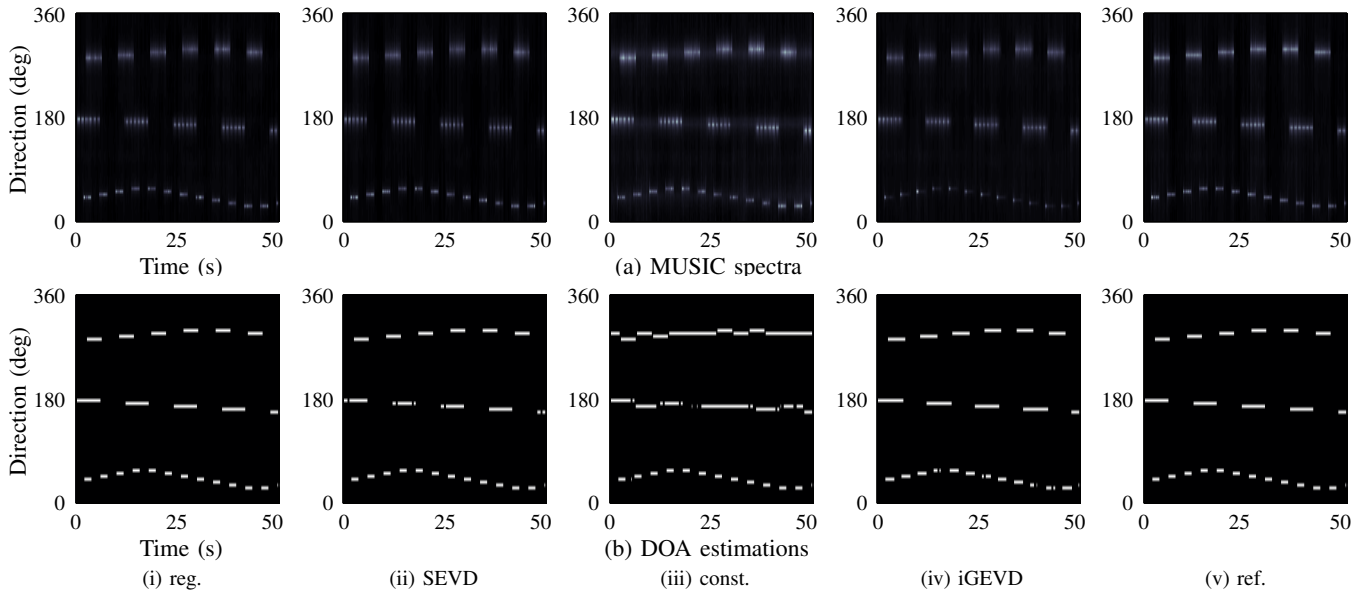 360
180
0
Direction (deg)
0 25 50
0 25 50
0 25 50
0 25 50
0 25 50
Time (s)
(a) MUSIC spectra
360
180
0
360
180
0
360
180
0
360
180
0
360
180
0
Direction (deg)
360
180
0
360
180
0
360
180
0
360
180
0
0 25 50
0 25 50
0 25 50
0 25 50
0 25 50
Time (s)
(b) DOA estimations
(i) reg.
(ii) SEVD
(iii) const.
(iv) iGEVD
(v) ref.